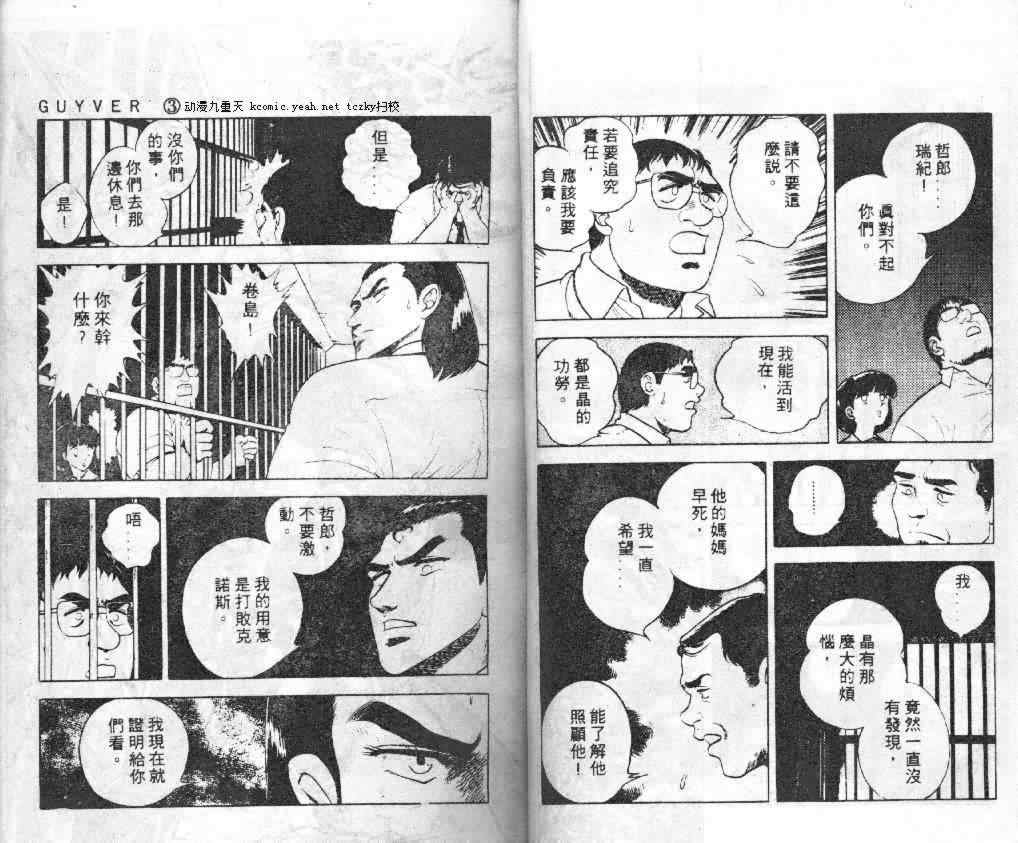 GUYVER ③ 动漫九重天 kcomic.yeah.net tczky扫校
哲郎....
瑞紀！
真對不起
你們。
請不要這
麼説。
若要追究
責任，
應該我要
負責。
我能活到
現在，
都是晶的
功勞。
………
我....
晶有那
麼大的煩
惱，
竟然一直沒
有發現，
他的媽媽
早死，
我一直
希望....
能了解他
照顧他！
但是
....
沒你們
的事，
你們去那
邊休息！
是！
卷島！
你來幹
什麼？
哲郎，
不要激
動。
我的用意
是打敗克
諾斯。
唔....
我現在就
證明給你
們看。